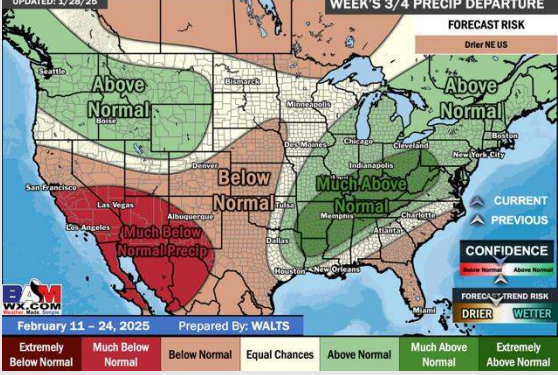 UPDATED: 1/28/25
WEEK'S 3/4 PRECIP DEPARTURE
FORECAST RISK
Drier NE US
Seattle
Above
Normal
Boise
Bismarck
Minneapolis
Above
Normal
Boston
New York City
Chicago
Cleveland
Des Moines
Indianapolis
Denver
San Francisco
Below
Normal
Much Above
Normal
Las Vegas
Los Angeles
Albuquerque
Much Below
Normal Precip
Tulsa
Memphis
Charlotte
Atlanta
Dallas
Houston
New Orleans
Miami
CURRENT
PREVIOUS
CONFIDENCE
Below Normal
Above Normal
FORECAST TREND RISK
DRIER
WETTER
BAM
WX.COM
Weather. Made. Simple.
February 11 – 24, 2025
Prepared By: WALTS
Extremely
Below Normal
Much Below
Normal
Below Normal
Equal Chances
Above Normal
Much Above
Normal
Extremely
Above Normal